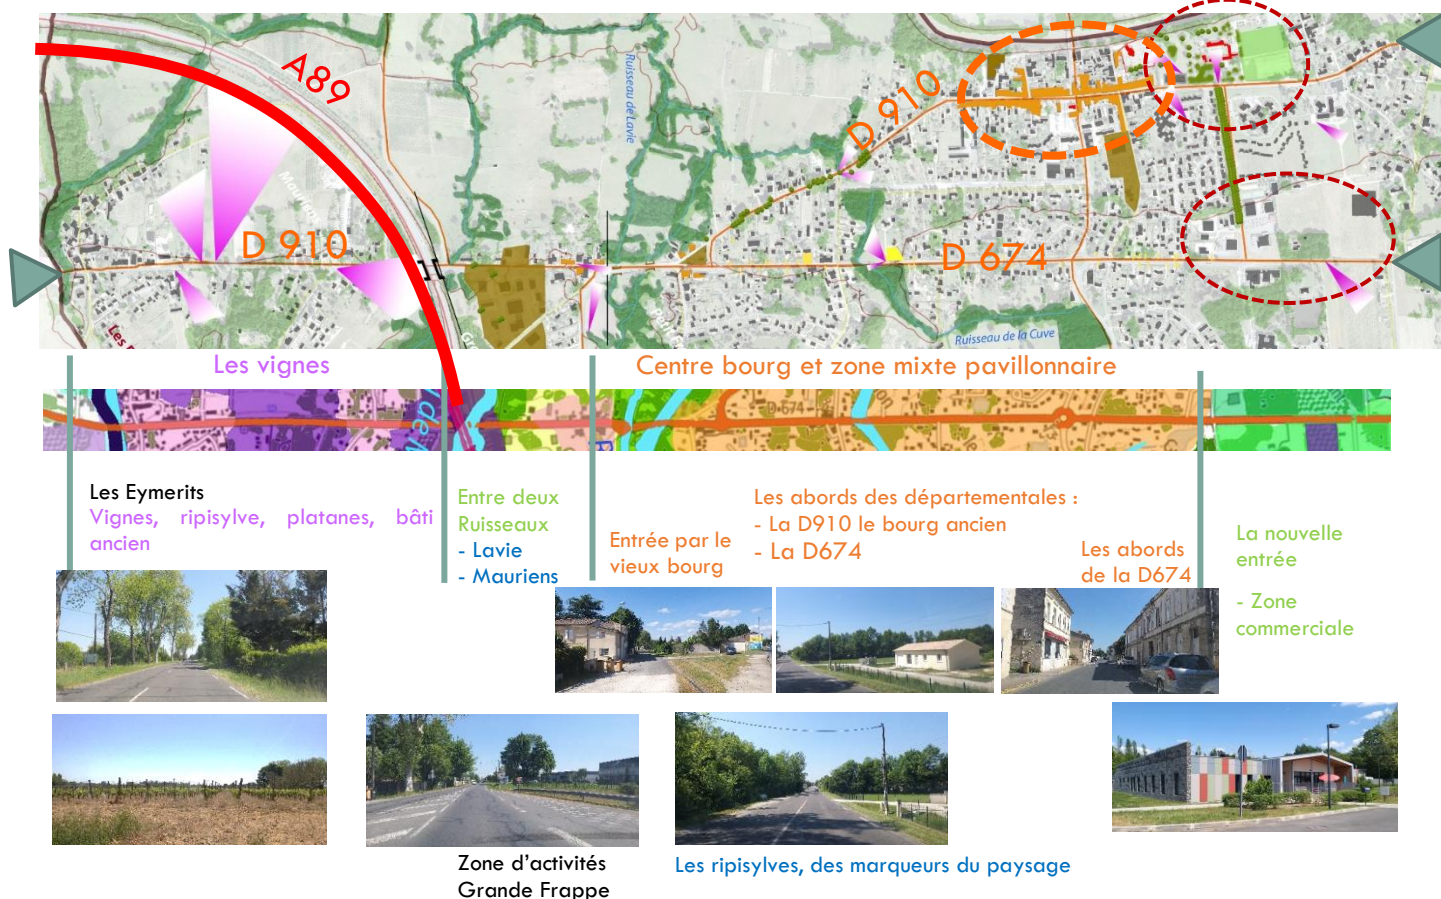 A89
Ruisseau de Lavie
D 910
D 910
D 674
Ruisseau de la Cuve
Les vignes
Centre bourg et zone mixte pavillonnaire
D 674
Les Eymerits
Vignes, ripisylve, platanes, bâti
ancien
Entre deux
Ruisseaux
- Lavie
- Mauriens
Entrée par le
vieux bourg
Les abords des départementales :
- La D910 le bourg ancien
- La D674
Les abords
de la D674
La nouvelle
entrée
- Zone
commerciale
Zone d'activités
Grande Frappe
Les ripisylves, des marqueurs du paysage